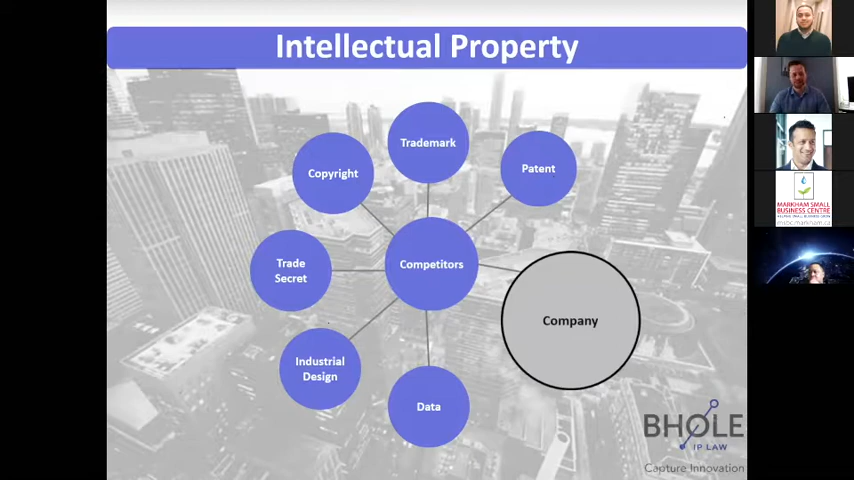 Intellectual Property
Trademark
Copyright
Patent
Competitors
Trade
Secret
Company
Industrial
Design
Data
BHOLE
IP LAW
Capture Innovation
MARKHAM SMALL
BUSINESS CENTRE